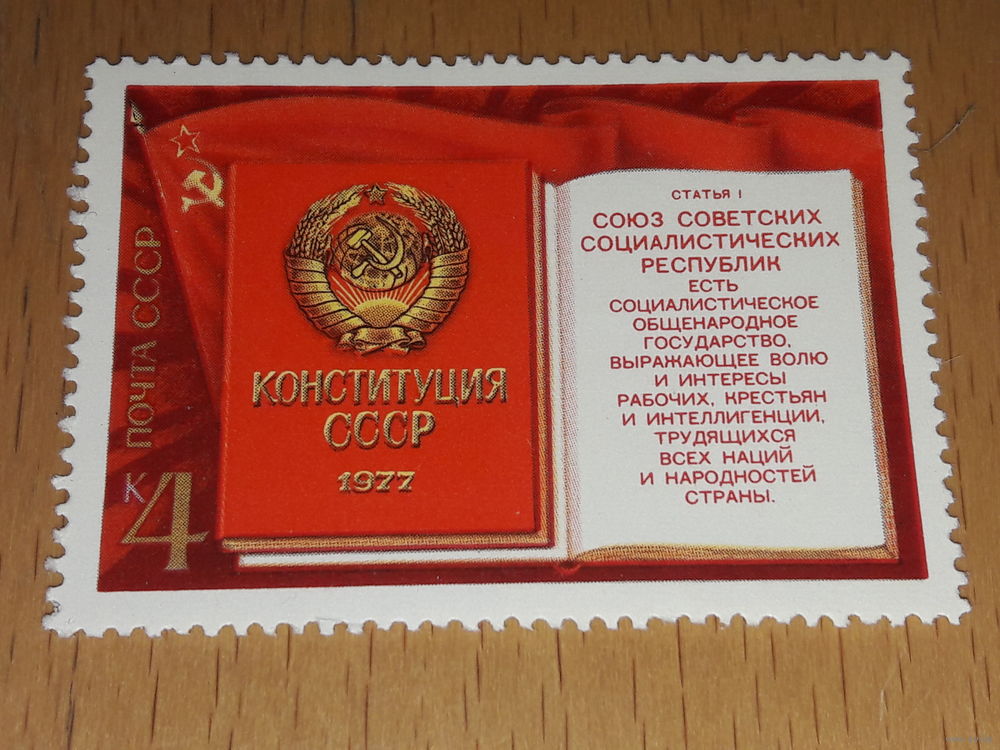 ПОЧТА СССР
К4
КОНСТИТУЦИЯ
СССР
1977
СТАТЬЯ I
СОЮЗ СОВЕТСКИХ
СОЦИАЛИСТИЧЕСКИХ
РЕСПУБЛИК
ЕСТЬ
СОЦИАЛИСТИЧЕСКОЕ
ОБЩЕНАРОДНОЕ
ГОСУДАРСТВО,
ВЫРАЖАЮЩЕЕ ВОЛЮ
И ИНТЕРЕСЫ
РАБОЧИХ, КРЕСТЬЯН
И ИНТЕЛЛИГЕНЦИИ,
ТРУДЯЩИХСЯ
ВСЕХ НАЦИЙ
И НАРОДНОСТЕЙ
СТРАНЫ.